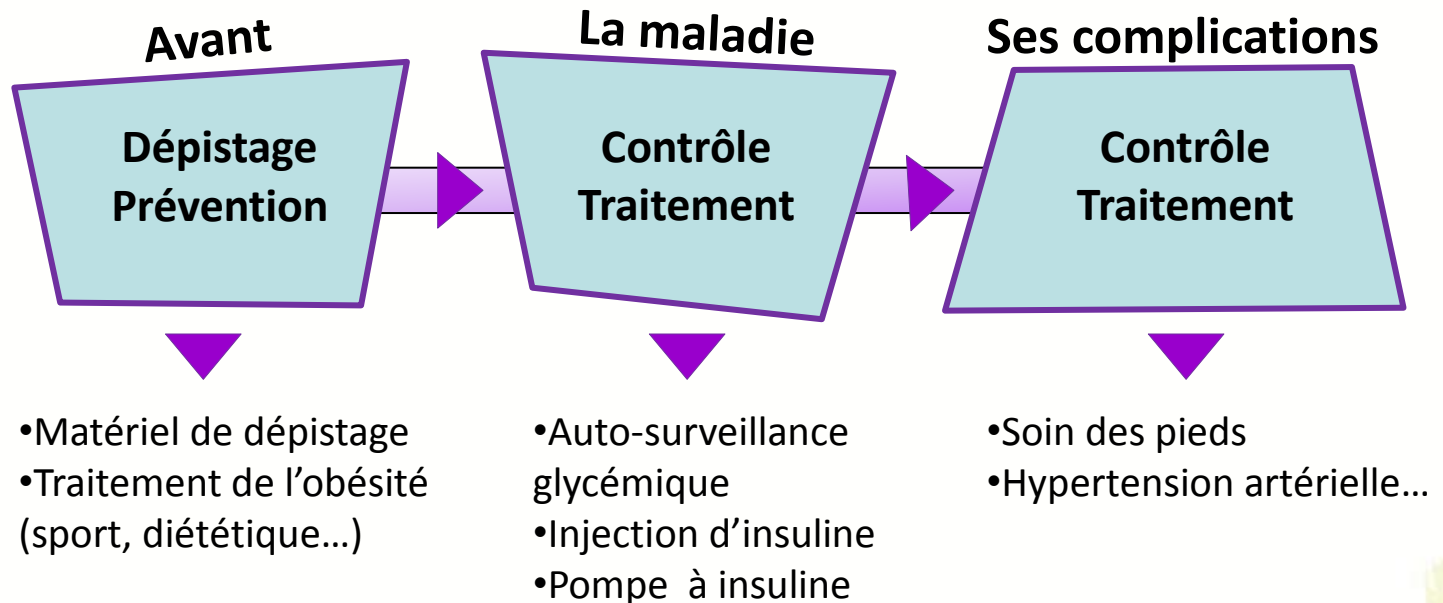 Avant
Dépistage
Prévention
•Matériel de dépistage
•Traitement de l’obésité
(sport, diététique…)
La maladie
Contrôle
Traitement
•Auto-surveillance
glycémique
•Injection d’insuline
•Pompe à insuline
Ses complications
Contrôle
Traitement
•Soin des pieds
•Hypertension artérielle…